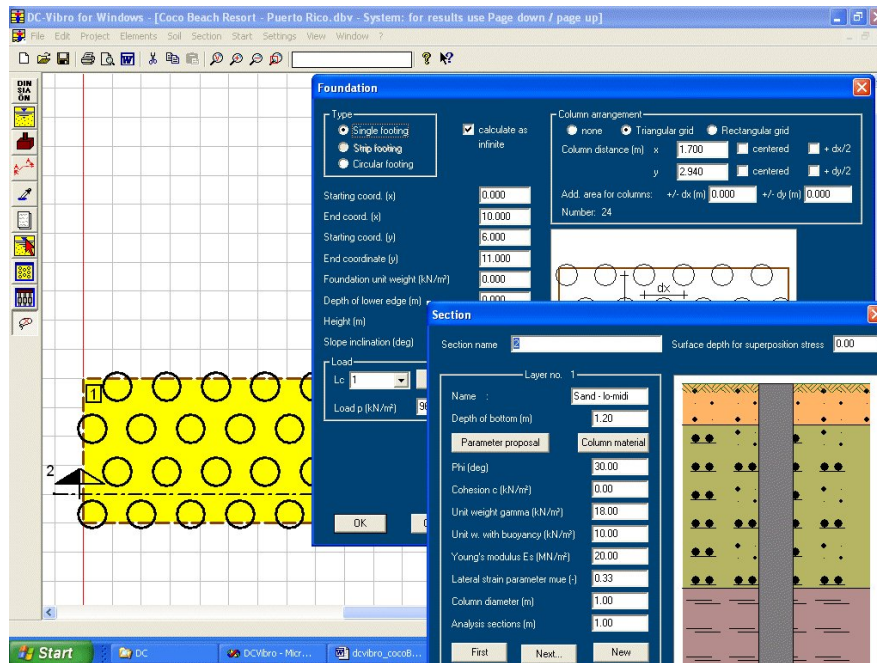 DC-Vibro for Windows - [Coco Beach Resort - Puerto Rico.dbv - System: for results use Page down / page up]
File Edit Project Elements Soil Section Start Settings View Window ?
DIN
SIA
ÖN
Foundation
Type
Single footing
Strip footing
Circular footing
calculate as
infinite
Starting coord. (x) 0.000
End coord. (x) 10.000
Starting coord. (y) 6.000
End coordinate (y) 11.000
Foundation unit weight (kN/m³) 0.000
Depth of lower edge (m) 0.000
Height (m)
Slope inclination (deg)
Load
Lc 1
Load p (kN/m²)
OK
Column arrangement
none Triangular grid Rectangular grid
Column distance (m) x 1.700 centered + dx/2
y 2.940 centered + dy/2
Add. area for columns: +/- dx (m) 0.000 +/- dy (m) 0.000
Number: 24
dx
Section
Section name 2 Surface depth for superposition stress 0.00
Layer no. 1
Name : Sand - lo-midi
Depth of bottom (m) 1.20
Parameter proposal Column material
Phi (deg) 30.00
Cohesion c (kN/m²) 0.00
Unit weight gamma (kN/m³) 18.00
Unit w. with buoyancy (kN/m³) 10.00
Young's modulus Es (MN/m²) 20.00
Lateral strain parameter mue (-) 0.33
Column diameter (m) 1.00
Analysis sections (m) 1.00
First Next... New
1
2
Start DC DCVibro - Micr... dcvibro_cocoB...